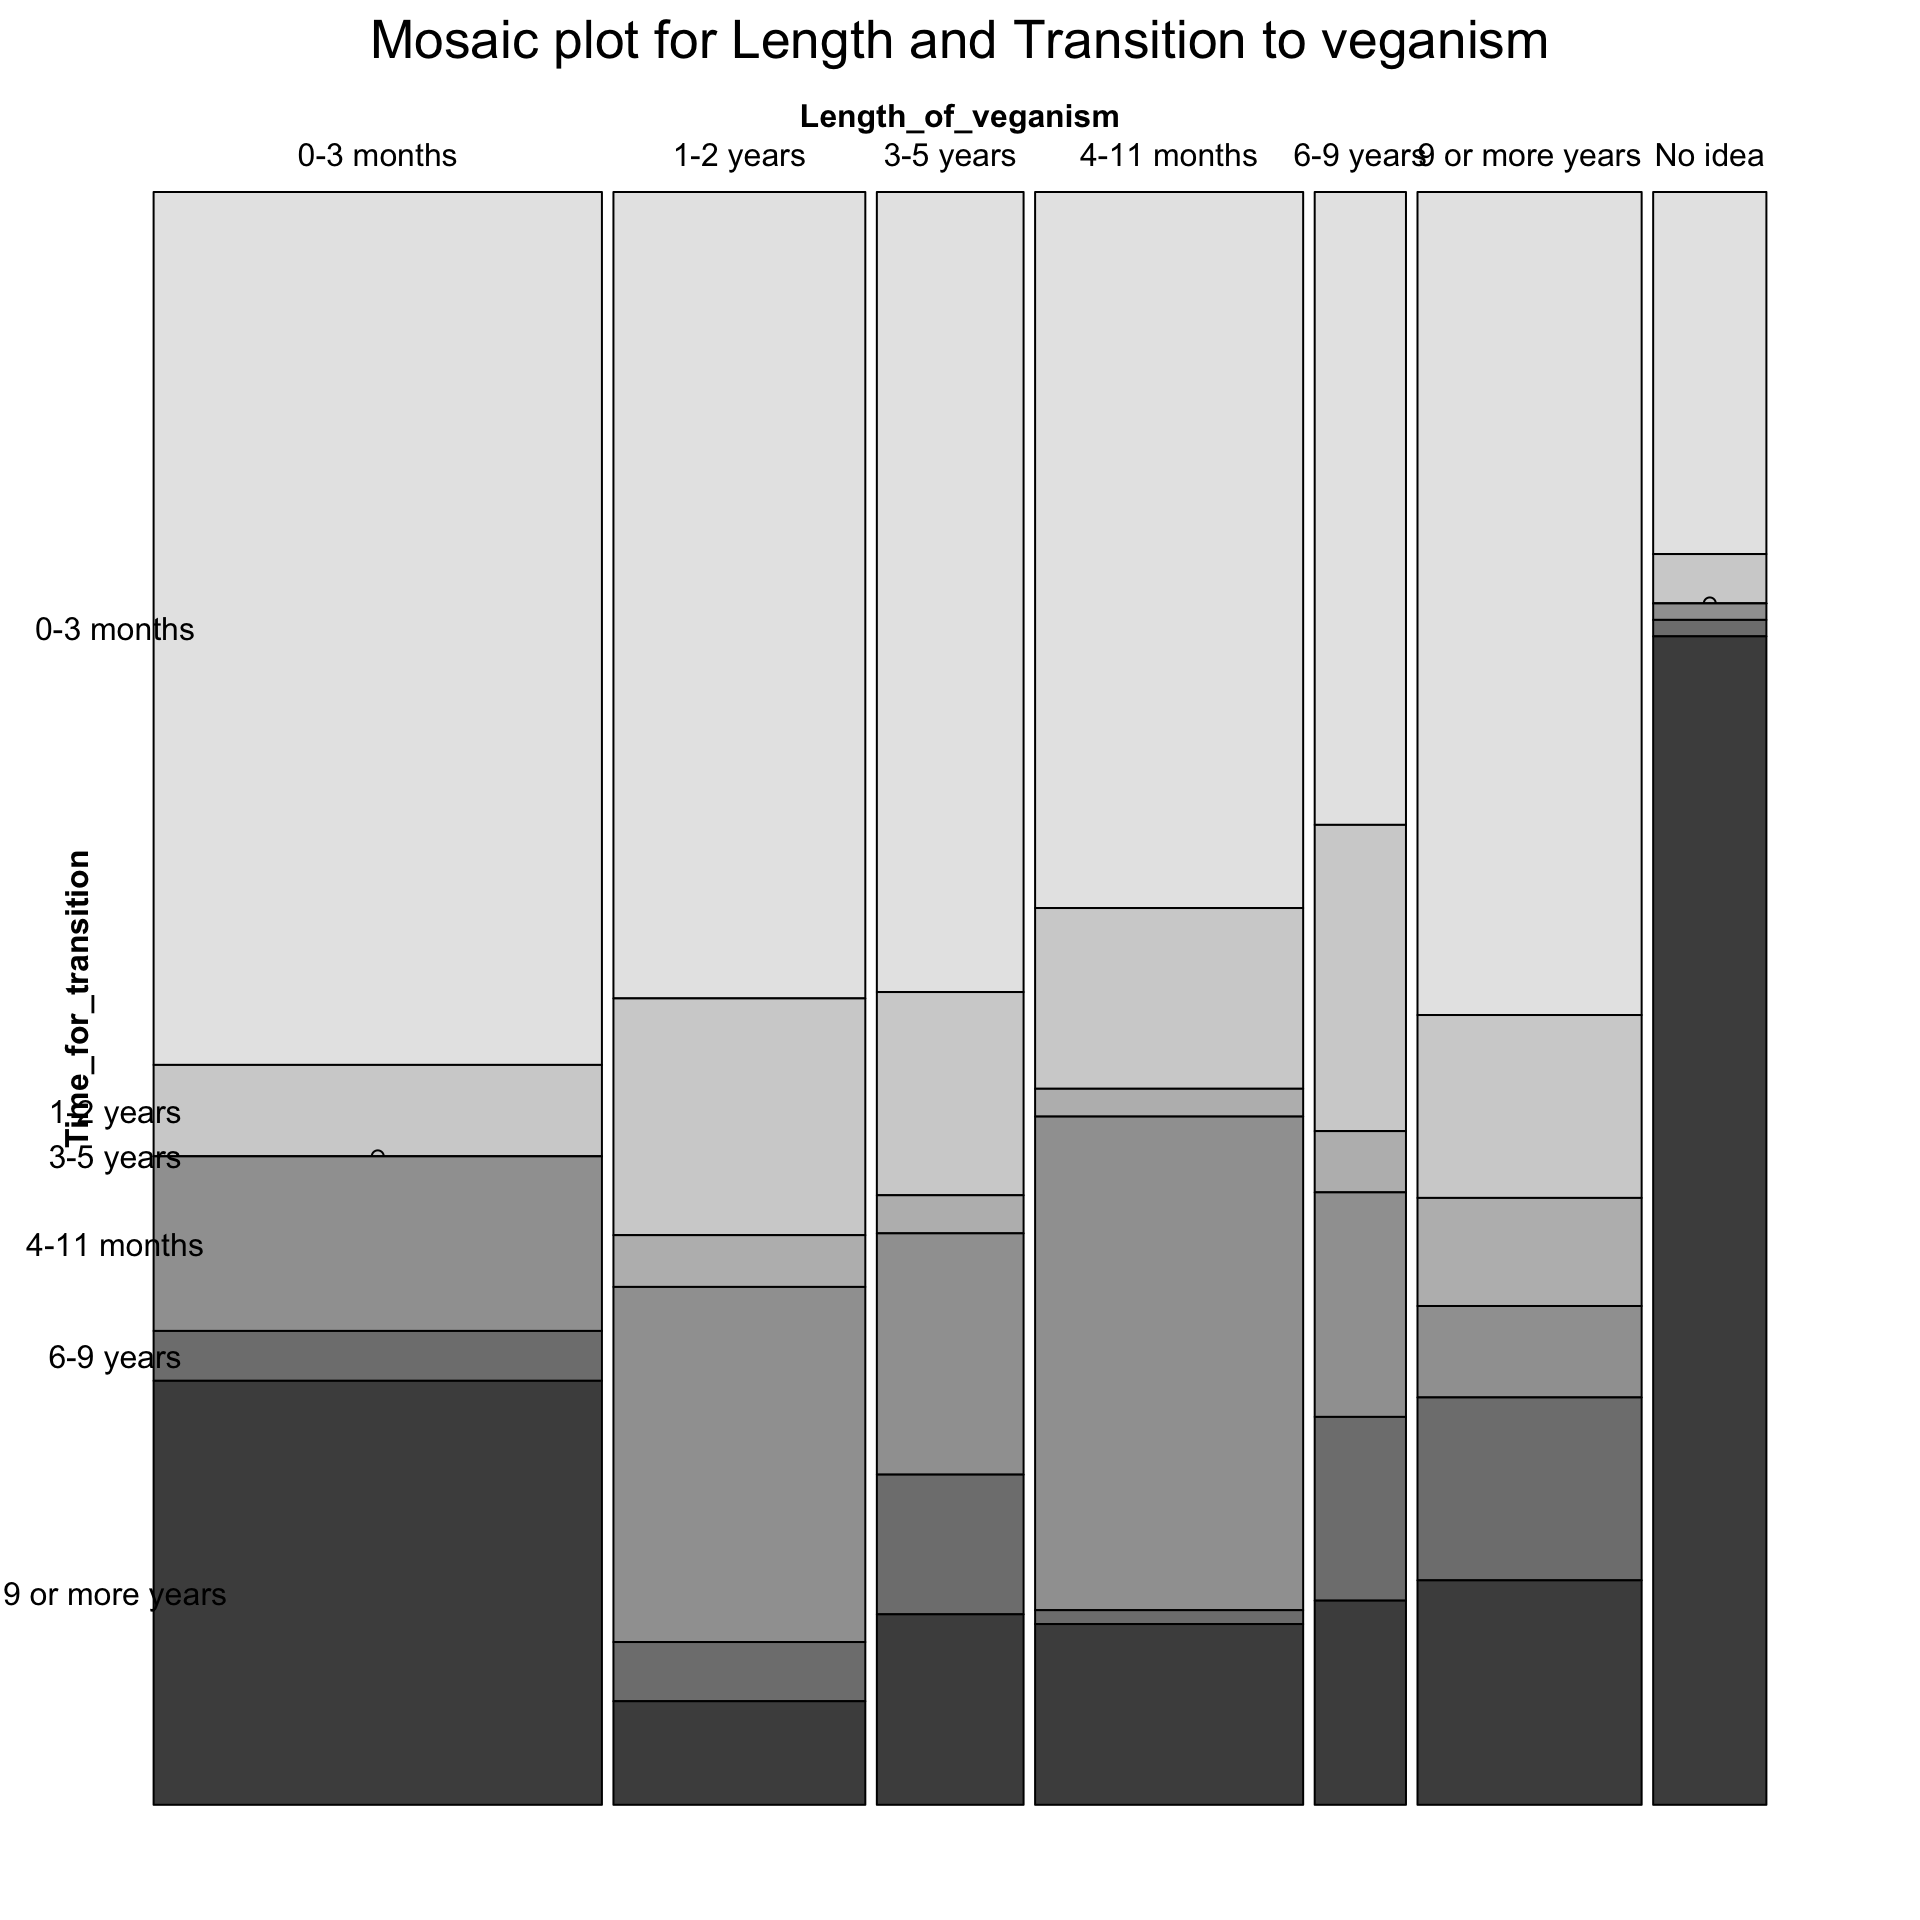 Mosaic plot for Length and Transition to veganism
Length_of_veganism
0-3 months 1-2 years 3-5 years 4-11 months 6-9 years 9 or more years No idea
Time_for_transition
0-3 months
1-2 years
3-5 years
4-11 months
6-9 years
9 or more years